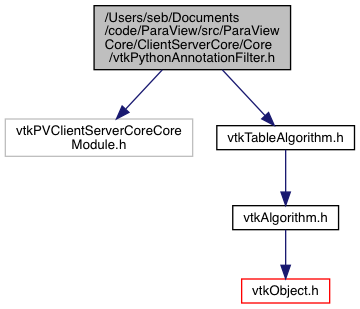 /Users/seb/Documents
/code/ParaView/src/ParaView
Core/ClientServerCore/Core
/vtkPythonAnnotationFilter.h
vtkPVClientServerCoreCore
Module.h
vtkTableAlgorithm.h
vtkAlgorithm.h
vtkObject.h